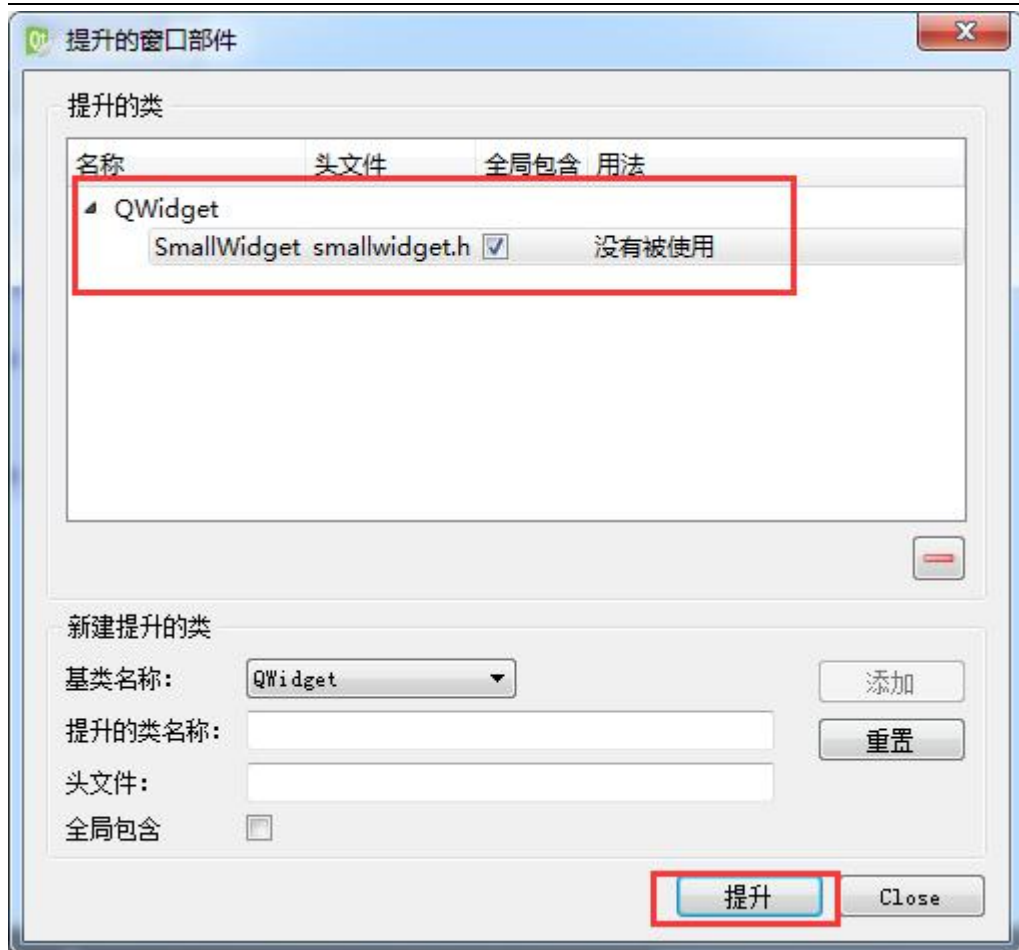 提升的窗口部件
提升的类
名称 头文件 全局包含 用法
QWidget
SmallWidget smallwidget.h 没有被使用
新建提升的类
基类名称： QWidget 添加
提升的类名称： 重置
头文件：
全局包含
提升 Close